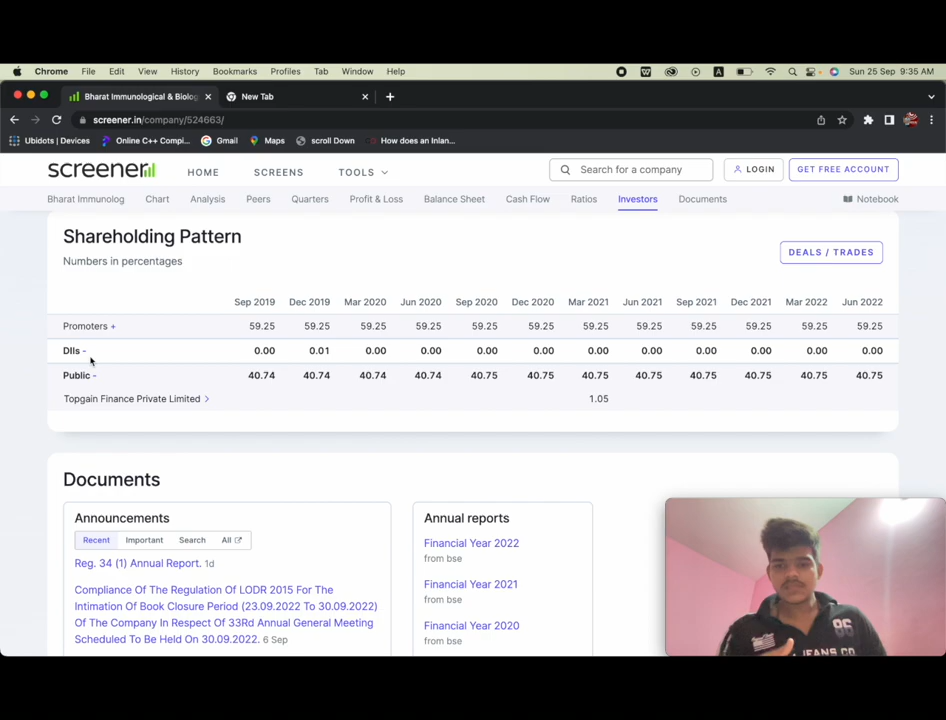 Chrome File Edit View History Bookmarks Profiles Tab Window Help Sun 25 Sep 9:35 AM
Bharat Immunological & Biolog New Tab
screener.in/company/524663/
Ubidots | Devices Online C++ Compi... Gmail Maps scroll Down How does an Inlan...
screener HOME SCREENS TOOLS Search for a company LOGIN GET FREE ACCOUNT
Bharat Immunolog Chart Analysis Peers Quarters Profit & Loss Balance Sheet Cash Flow Ratios Investors Documents Notebook
Shareholding Pattern
Numbers in percentages
DEALS / TRADES
Sep 2019 Dec 2019 Mar 2020 Jun 2020 Sep 2020 Dec 2020 Mar 2021 Jun 2021 Sep 2021 Dec 2021 Mar 2022 Jun 2022
Promoters + 59.25 59.25 59.25 59.25 59.25 59.25 59.25 59.25 59.25 59.25 59.25 59.25
DIIs - 0.00 0.01 0.00 0.00 0.00 0.00 0.00 0.00 0.00 0.00 0.00 0.00
Public - 40.74 40.74 40.74 40.74 40.75 40.75 40.75 40.75 40.75 40.75 40.75 40.75
Topgain Finance Private Limited 1.05
Documents
Announcements
Recent Important Search All
Reg. 34 (1) Annual Report. 1d
Compliance Of The Regulation Of LODR 2015 For The
Intimation Of Book Closure Period (23.09.2022 To 30.09.2022)
Of The Company In Respect Of 33Rd Annual General Meeting
Scheduled To Be Held On 30.09.2022. 6 Sep
Annual reports
Financial Year 2022
from bse
Financial Year 2021
from bse
Financial Year 2020
from bse
86
JEANS CO